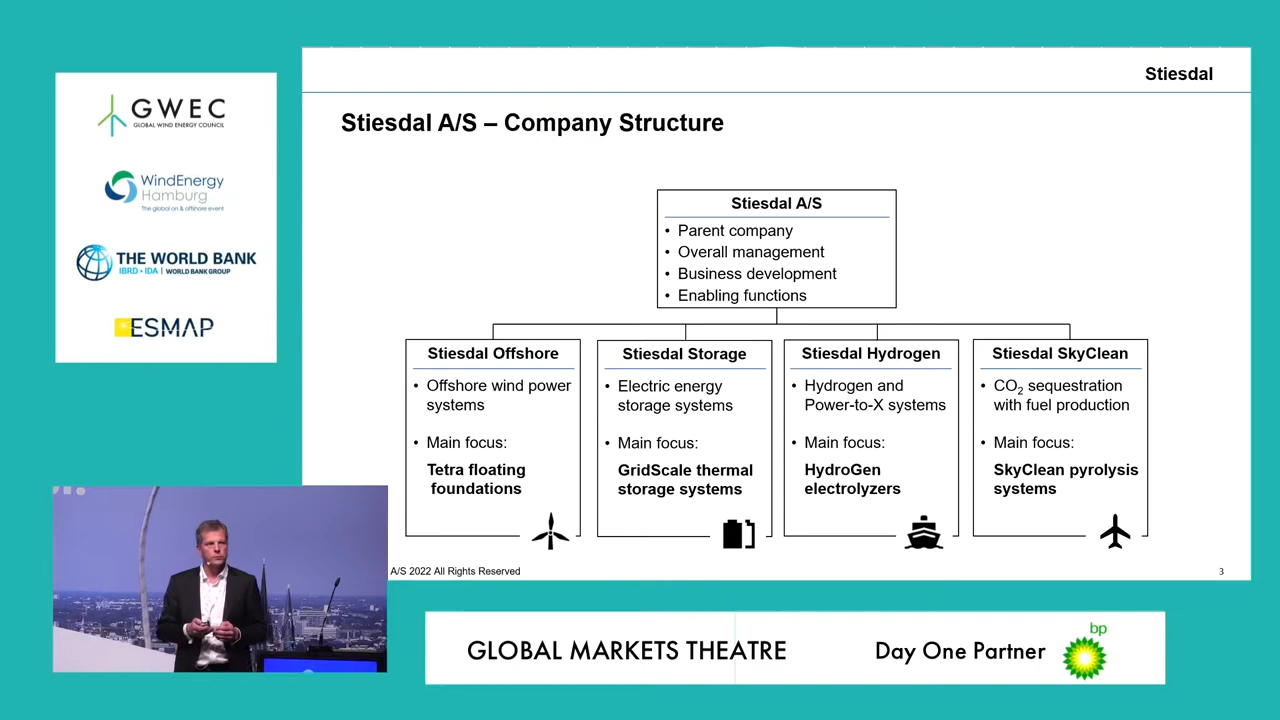 GWEC
GLOBAL WIND ENERGY COUNCIL
WindEnergy
Hamburg
The global on & offshore event
THE WORLD BANK
IBRD • IDA | WORLD BANK GROUP
ESMAP
Stiesdal
Stiesdal A/S – Company Structure
Stiesdal A/S
• Parent company
• Overall management
• Business development
• Enabling functions
Stiesdal Offshore
• Offshore wind power
systems
• Main focus:
Tetra floating
foundations
Stiesdal Storage
• Electric energy
storage systems
• Main focus:
GridScale thermal
storage systems
Stiesdal Hydrogen
• Hydrogen and
Power-to-X systems
• Main focus:
HydroGen
electrolyzers
Stiesdal SkyClean
• CO2 sequestration
with fuel production
• Main focus:
SkyClean pyrolysis
systems
A/S 2022 All Rights Reserved
3
GLOBAL MARKETS THEATRE
Day One Partner
bp